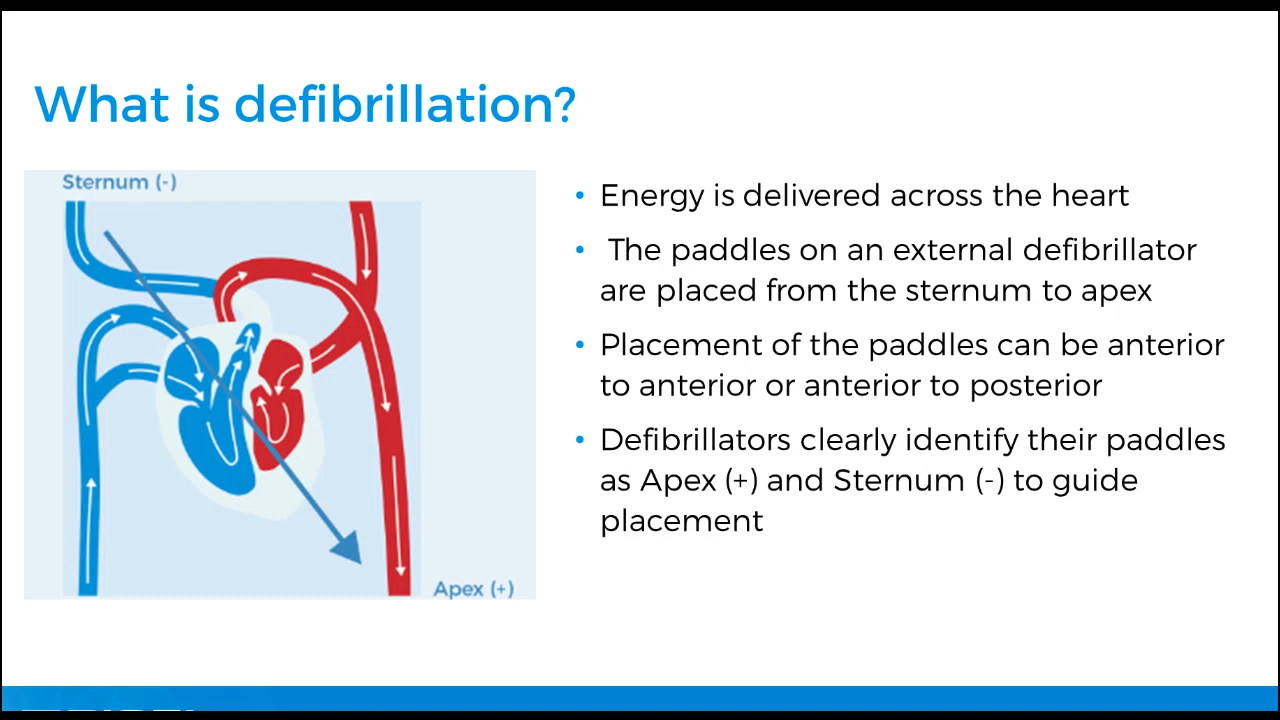 What is defibrillation?
Sternum (-)
Apex (+)
• Energy is delivered across the heart
• The paddles on an external defibrillator
are placed from the sternum to apex
• Placement of the paddles can be anterior
to anterior or anterior to posterior
• Defibrillators clearly identify their paddles
as Apex (+) and Sternum (-) to guide
placement